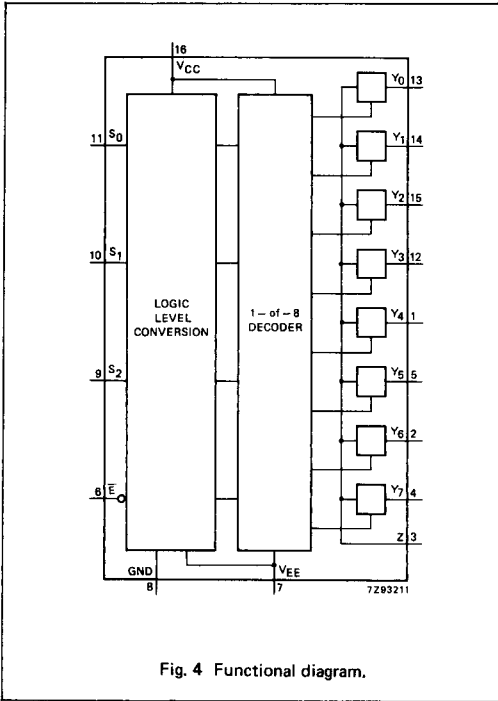 16
VCC
Y0 13
11 S0
Y1 14
Y2 15
10 S1
Y3 12
LOGIC
LEVEL
CONVERSION
1-of-8
DECODER
Y4 1
9 S2
Y5 5
Y6 2
6 E̅
Y7 4
Z 3
GND
8
VEE
7
7Z93211
Fig. 4 Functional diagram.